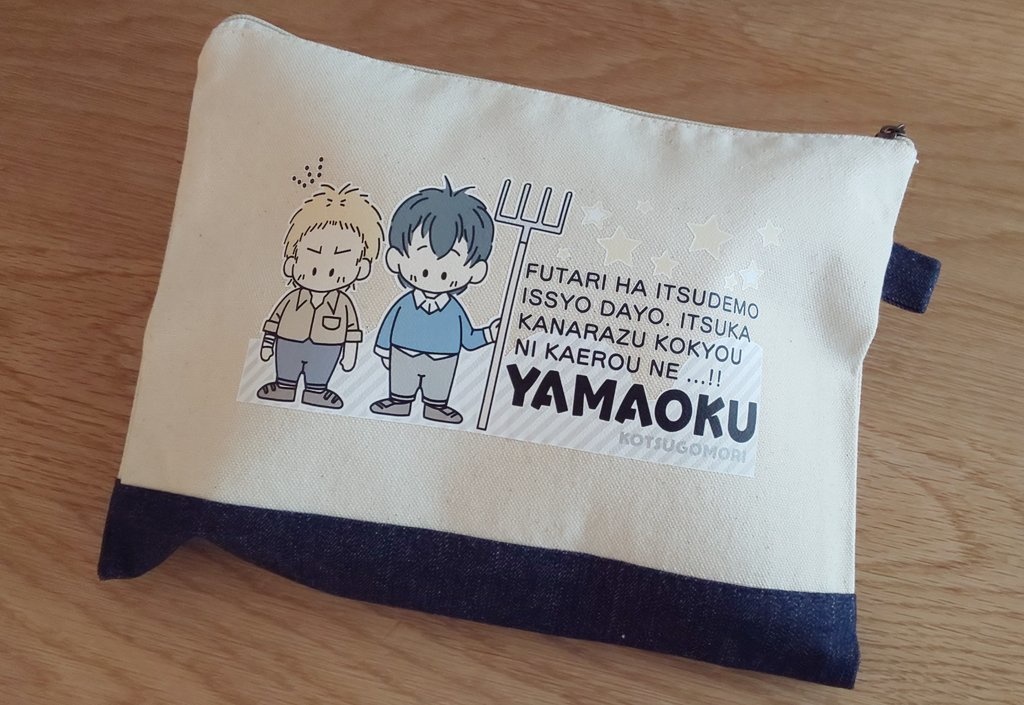 FUTARI HA ITSUDEMO
ISSYO DAYO. ITSUKA
KANARAZU KOKYOU
NI KAEROU NE ...!!
YAMAOKU
KOTSUGOMORI